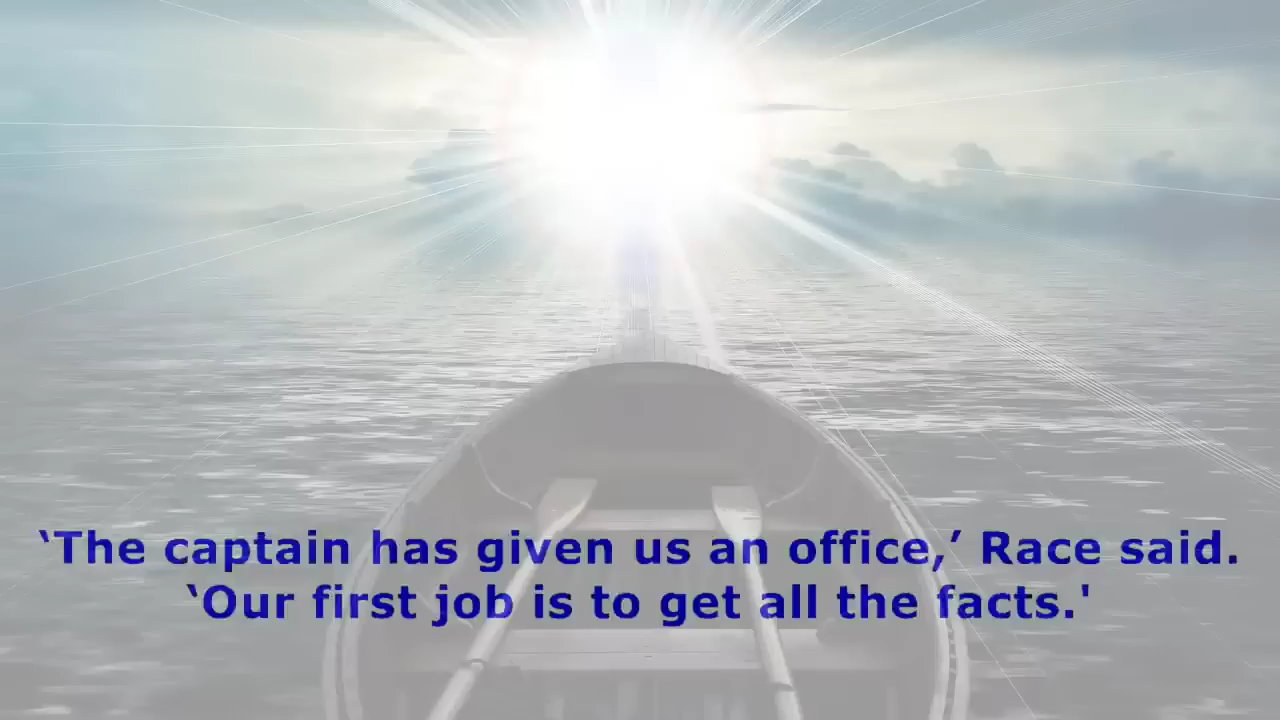 ‘The captain has given us an office,’ Race said.
‘Our first job is to get all the facts.'